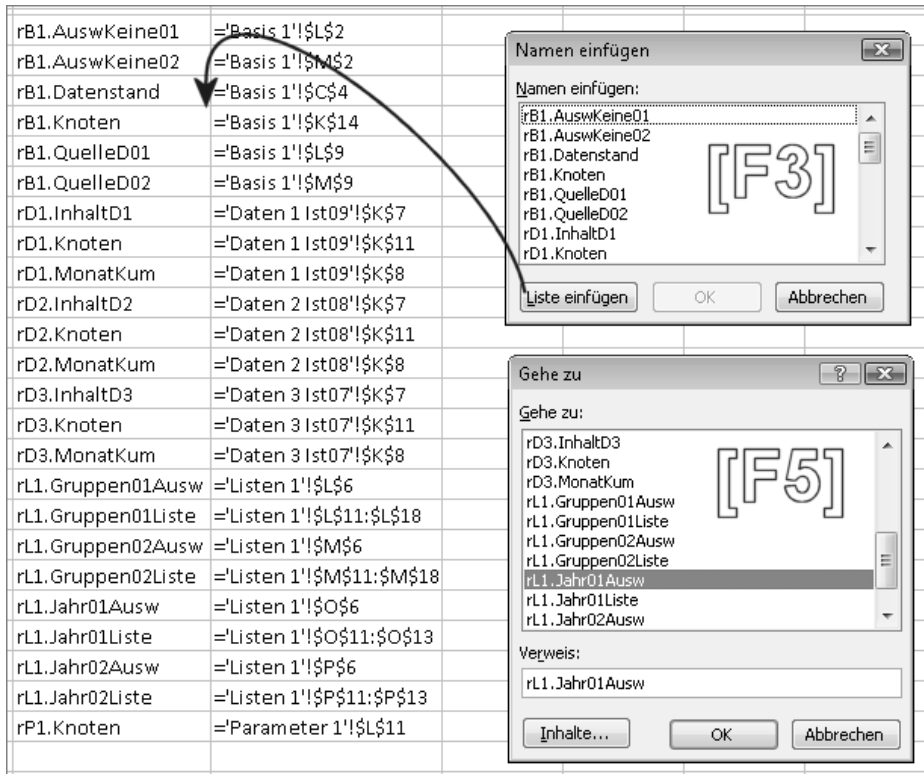 rB1.AuswKeine01 ='Basis 1'!$L$2
rB1.AuswKeine02 ='Basis 1'!$M$2
rB1.Datenstand ='Basis 1'!$C$4
rB1.Knoten ='Basis 1'!$K$14
rB1.QuelleD01 ='Basis 1'!$L$9
rB1.QuelleD02 ='Basis 1'!$M$9
rD1.InhaltD1 ='Daten 1 Ist09'!$K$7
rD1.Knoten ='Daten 1 Ist09'!$K$11
rD1.MonatKum ='Daten 1 Ist09'!$K$8
rD2.InhaltD2 ='Daten 2 Ist08'!$K$7
rD2.Knoten ='Daten 2 Ist08'!$K$11
rD2.MonatKum ='Daten 2 Ist08'!$K$8
rD3.InhaltD3 ='Daten 3 Ist07'!$K$7
rD3.Knoten ='Daten 3 Ist07'!$K$11
rD3.MonatKum ='Daten 3 Ist07'!$K$8
rL1.Gruppen01Ausw ='Listen 1'!$L$6
rL1.Gruppen01Liste ='Listen 1'!$L$11:$L$18
rL1.Gruppen02Ausw ='Listen 1'!$M$6
rL1.Gruppen02Liste ='Listen 1'!$M$11:$M$18
rL1.Jahr01Ausw ='Listen 1'!$O$6
rL1.Jahr01Liste ='Listen 1'!$O$11:$O$13
rL1.Jahr02Ausw ='Listen 1'!$P$6
rL1.Jahr02Liste ='Listen 1'!$P$11:$P$13
rP1.Knoten ='Parameter 1'!$L$11
Namen einfügen
Namen einfügen:
rB1.AuswKeine01
rB1.AuswKeine02
rB1.Datenstand
rB1.Knoten
rB1.QuelleD01
rB1.QuelleD02
rD1.InhaltD1
rD1.Knoten
[F3]
Liste einfügen OK Abbrechen
Gehe zu
Gehe zu:
rD3.InhaltD3
rD3.Knoten
rD3.MonatKum
rL1.Gruppen01Ausw
rL1.Gruppen01Liste
rL1.Gruppen02Ausw
rL1.Gruppen02Liste
rL1.Jahr01Ausw
rL1.Jahr01Liste
rL1.Jahr02Ausw
[F5]
Verweis:
rL1.Jahr01Ausw
Inhalte... OK Abbrechen